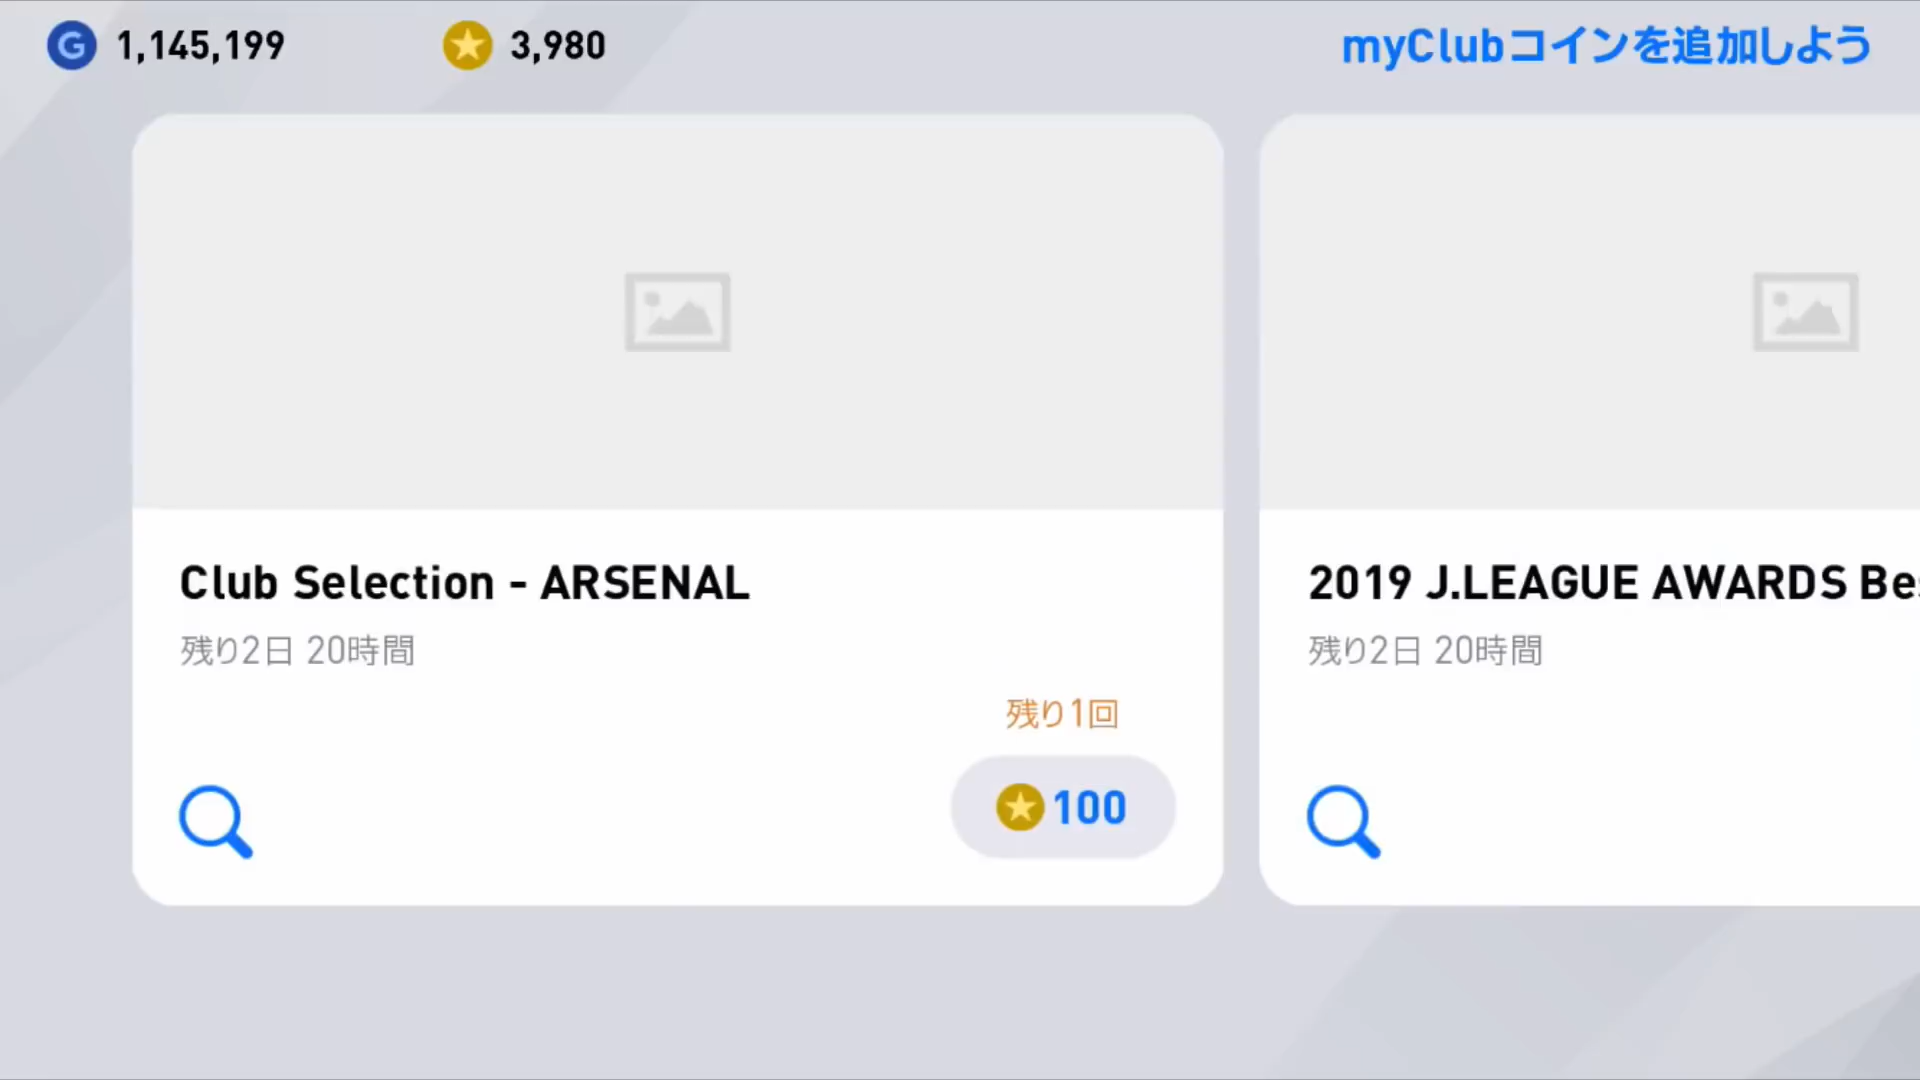 G 1,145,199
3,980
myClubコインを追加しよう
Club Selection - ARSENAL
残り2日 20時間
残り1回
100
2019 J.LEAGUE AWARDS
残り2日 20時間